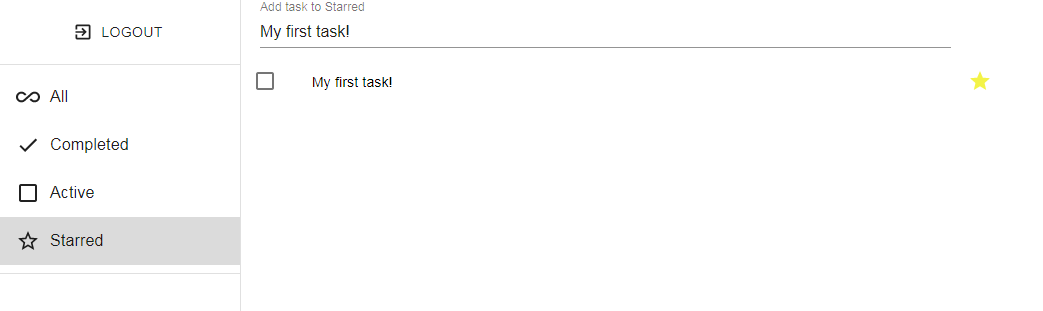 LOGOUT
All
Completed
Active
Starred
Add task to Starred
My first task!
My first task!